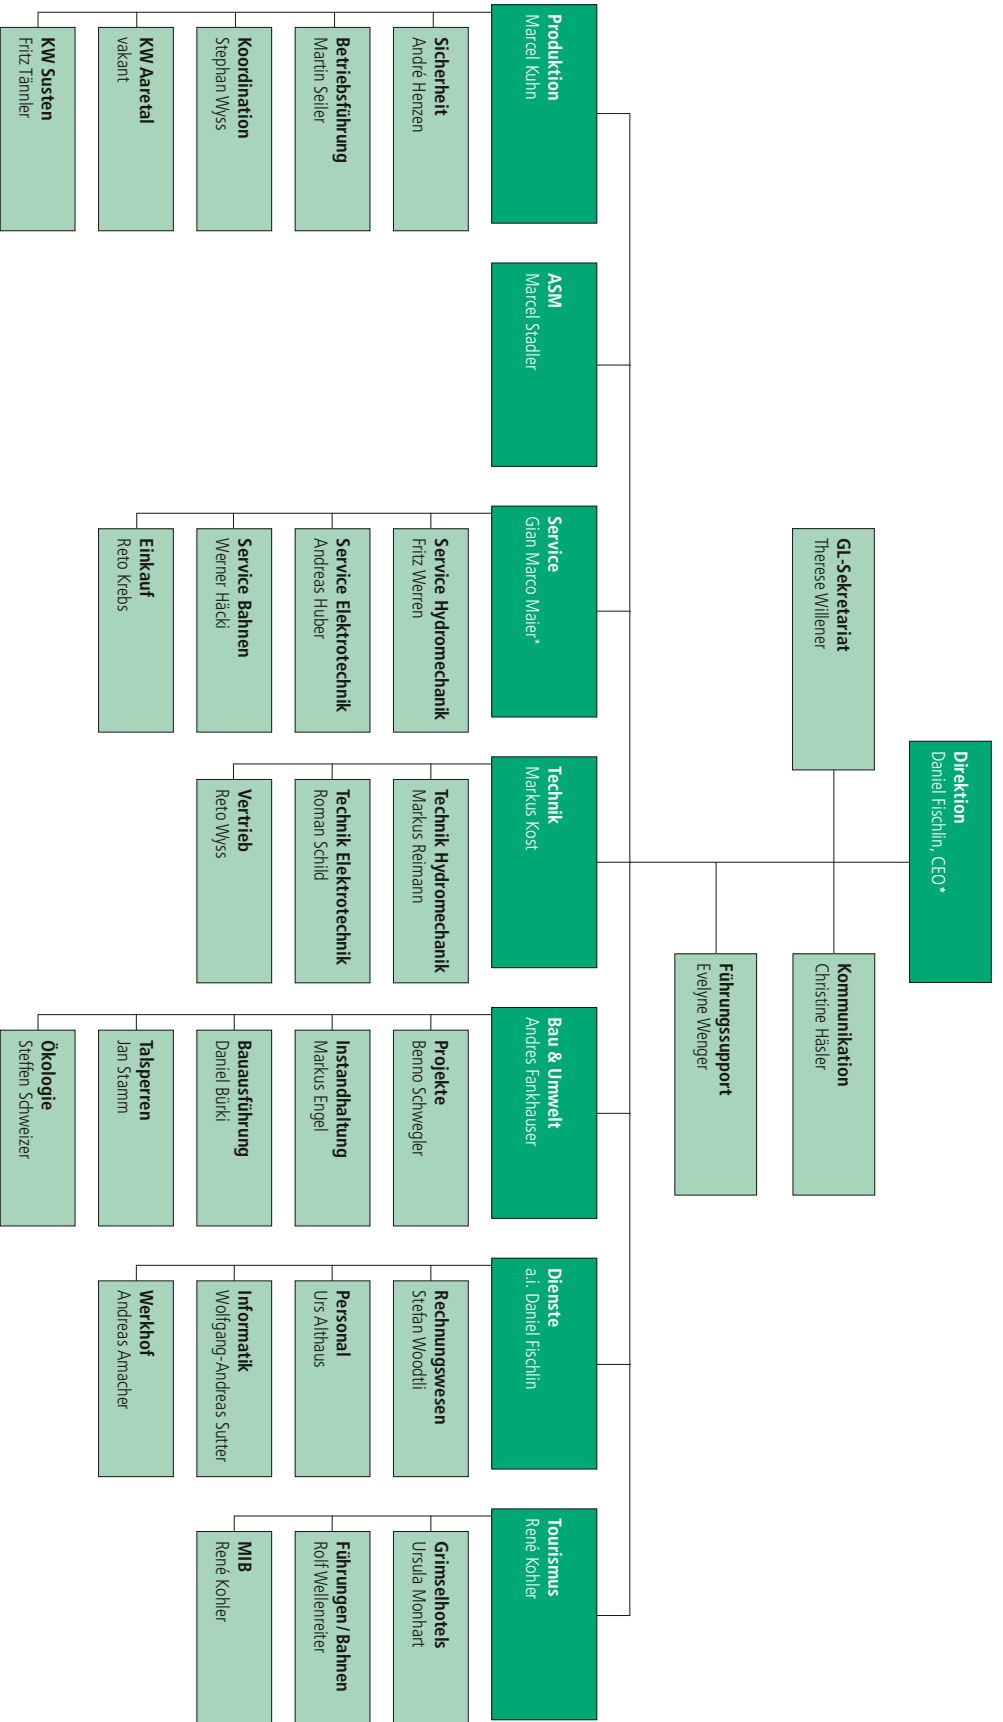 Direktion
Daniel Fischlin, CEO*
GL-Sekretariat
Therese Willener
Kommunikation
Christine Häsler
Führungssupport
Evelyne Wenger
Produktion
Marcel Kuhn
Sicherheit
André Henzen
Betriebsführung
Martin Seiler
Koordination
Stephan Wyss
KW Aaretal
vakant
KW Susten
Fritz Tännler
ASM
Marcel Stadler
Service
Gian Marco Maier*
Service Hydromechanik
Fritz Werren
Service Elektrotechnik
Andreas Huber
Service Bahnen
Werner Häcki
Einkauf
Reto Krebs
Technik
Markus Kost
Technik Hydromechanik
Markus Reimann
Technik Elektrotechnik
Roman Schild
Vertrieb
Reto Wyss
Bau & Umwelt
Andres Fankhauser
Projekte
Benno Schwegler
Instandhaltung
Markus Engel
Bauausführung
Daniel Bürki
Talsperren
Jan Stamm
Ökologie
Steffen Schweizer
Dienste
a.i. Daniel Fischlin
Rechnungswesen
Stefan Woodtli
Personal
Urs Althaus
Informatik
Wolfgang-Andreas Sutter
Werkhof
Andreas Amacher
Tourismus
René Kohler
Grimselhotels
Ursula Monhart
Führungen / Bahnen
Rolf Wellenreiter
MIB
René Kohler